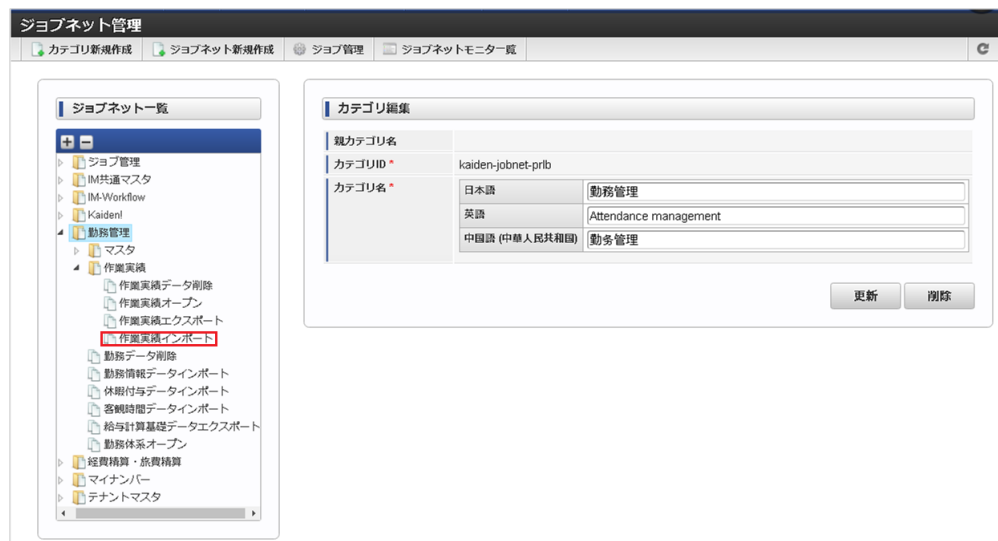 ジョブネット管理
カテゴリ新規作成 ジョブネット新規作成 ジョブ管理 ジョブネットモニタ一覧
ジョブネット一覧
ジョブ管理
IM共通マスタ
IM-Workflow
Kaiden!
勤務管理
マスタ
作業実績
作業実績データ削除
作業実績オープン
作業実績エクスポート
作業実績インポート
勤務データ削除
勤務情報データインポート
休暇付与データインポート
客観時間データインポート
給与計算基礎データエクスポート
勤務体系オープン
経費精算・旅費精算
マイナンバー
テナントマスタ
カテゴリ編集
親カテゴリ名
カテゴリID * kaiden-jobnet-prlb
カテゴリ名 *
日本語 勤務管理
英語 Attendance management
中国語 (中華人民共和国) 勤务管理
更新 削除